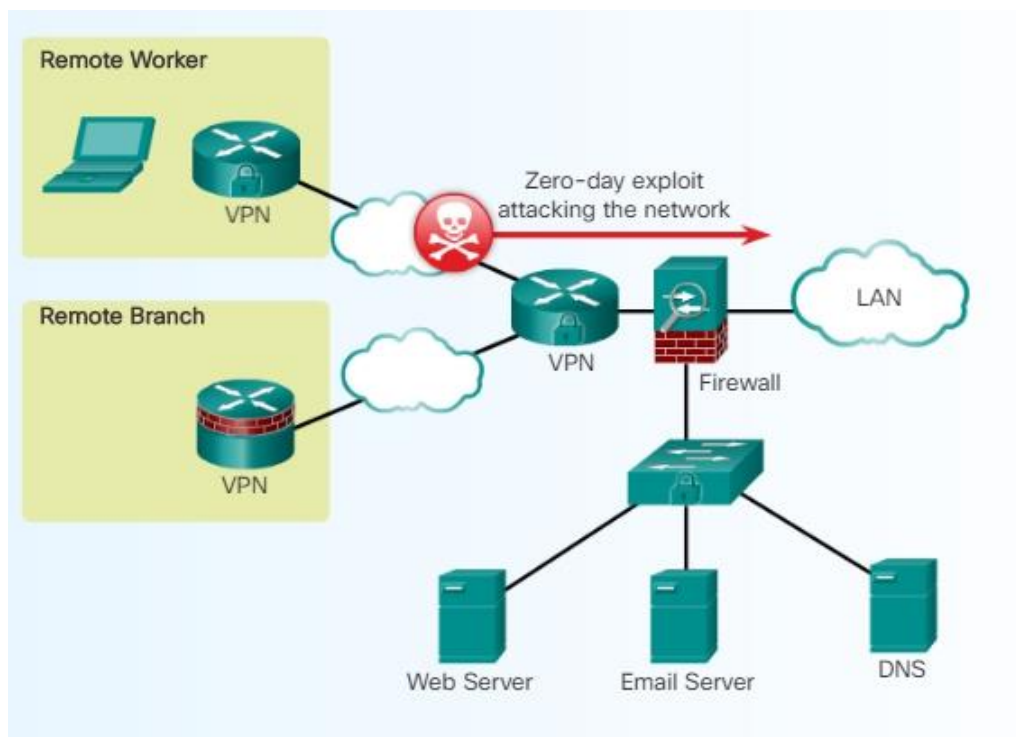 Remote Worker
VPN
Zero-day exploit
attacking the network
LAN
Remote Branch
VPN
Firewall
VPN
Web Server
Email Server
DNS